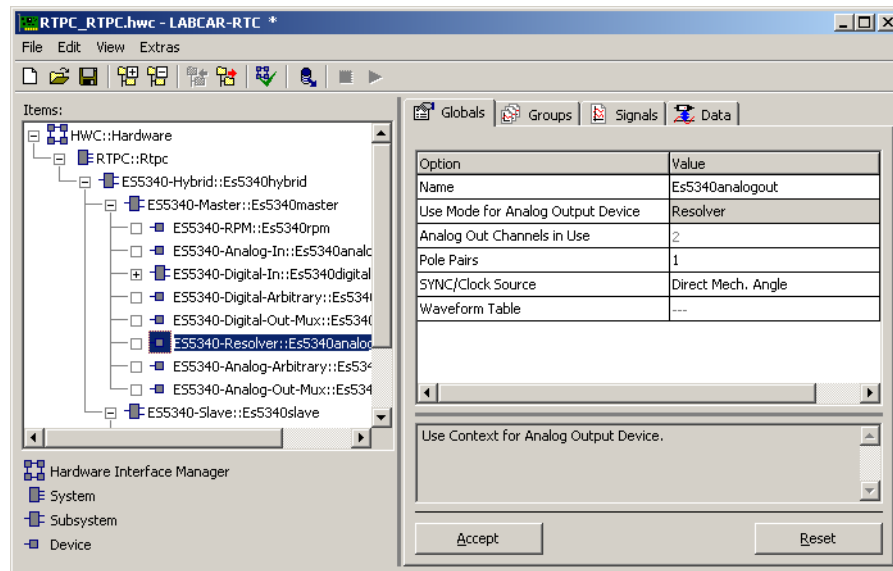 RTPC_RTPC.hwc - LABCAR-RTC *
File Edit View Extras
Items:
HWC::Hardware
RTPC::Rtpc
ES5340-Hybrid::Es5340hybrid
ES5340-Master::Es5340master
ES5340-RPM::Es5340rpm
ES5340-Analog-In::Es5340analo
ES5340-Digital-In::Es5340digital
ES5340-Digital-Arbitrary::Es534
ES5340-Digital-Out-Mux::Es534
ES5340-Resolver::Es5340analog
ES5340-Analog-Arbitrary::Es534
ES5340-Analog-Out-Mux::Es534
ES5340-Slave::Es5340slave
Hardware Interface Manager
System
Subsystem
Device
Globals Groups Signals Data
Option Value
Name Es5340analogout
Use Mode for Analog Output Device Resolver
Analog Out Channels in Use 2
Pole Pairs 1
SYNC/Clock Source Direct Mech. Angle
Waveform Table ---
Use Context for Analog Output Device.
Accept Reset